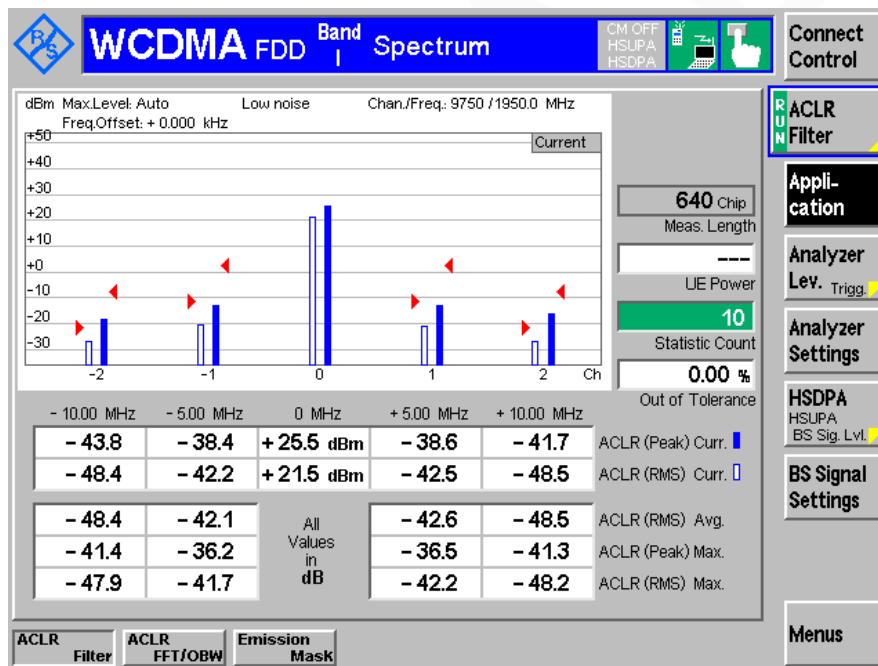 R&S
WCDMA FDD Band I Spectrum
CM OFF
HSUPA
HSDPA
Connect
Control
dBm Max.Level: Auto Low noise Chan./Freq.: 9750 / 1950.0 MHz
Freq.Offset: + 0.000 kHz
Current
+50
+40
+30
+20
+10
+0
-10
-20
-30
-2 -1 0 1 2 Ch
640 Chip
Meas. Length
---
UE Power
10
Statistic Count
0.00 %
Out of Tolerance
- 10.00 MHz - 5.00 MHz 0 MHz + 5.00 MHz + 10.00 MHz
- 43.8 - 38.4 + 25.5 dBm - 38.6 - 41.7 ACLR (Peak) Curr.
- 48.4 - 42.2 + 21.5 dBm - 42.5 - 48.5 ACLR (RMS) Curr.
- 48.4 - 42.1 - 42.6 - 48.5 ACLR (RMS) Avg.
- 41.4 - 36.2 - 36.5 - 41.3 ACLR (Peak) Max.
- 47.9 - 41.7 - 42.2 - 48.2 ACLR (RMS) Max.
All
Values
in
dB
RUN
ACLR
Filter
Appli-
cation
Analyzer
Lev. Trigg.
Analyzer
Settings
HSDPA
HSUPA
BS Sig. Lvl.
BS Signal
Settings
Menus
ACLR
Filter
ACLR
FFT/OBW
Emission
Mask